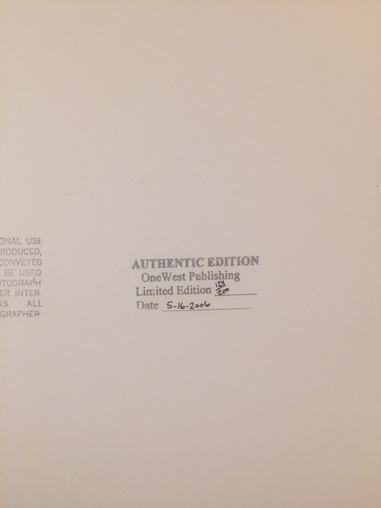 ONAL USE
RODUCED,
CONVEYED
BE USED
UTOGRAPH
ER INTER-
NS. ALL
GRAPHER-
AUTHENTIC EDITION
OneWest Publishing
Limited Edition
Date 5-16-2006